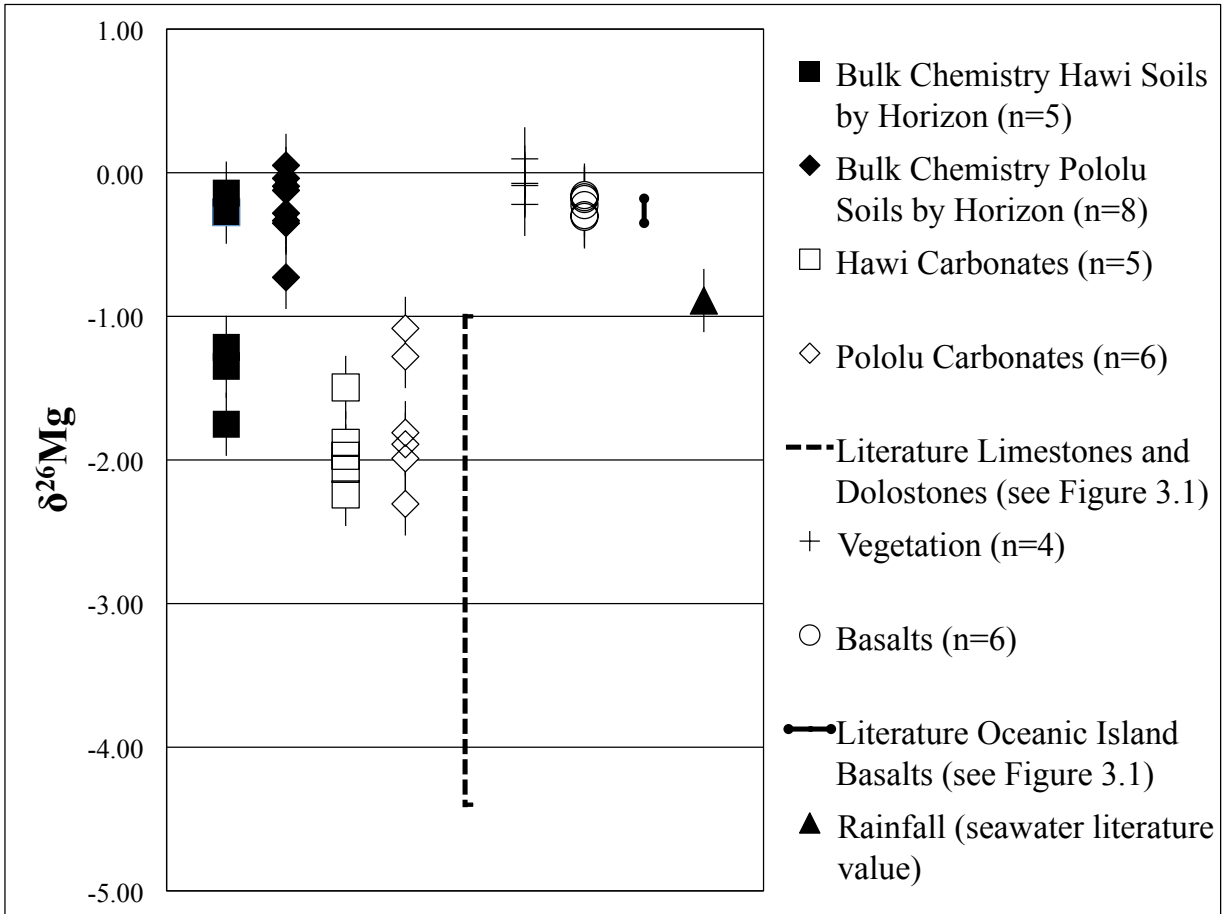 1.00
0.00
-1.00
-2.00
-3.00
-4.00
-5.00
δ26Mg
Bulk Chemistry Hawi Soils
by Horizon (n=5)
Bulk Chemistry Pololu
Soils by Horizon (n=8)
Hawi Carbonates (n=5)
Pololu Carbonates (n=6)
Literature Limestones and
Dolostones (see Figure 3.1)
Vegetation (n=4)
Basalts (n=6)
Literature Oceanic Island
Basalts (see Figure 3.1)
Rainfall (seawater literature
value)